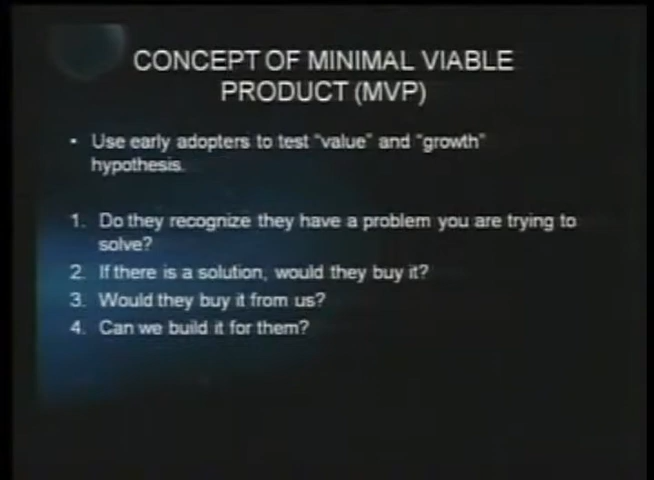 CONCEPT OF MINIMAL VIABLE
PRODUCT (MVP)
• Use early adopters to test "value" and "growth"
hypothesis.
1. Do they recognize they have a problem you are trying to
solve?
2. If there is a solution, would they buy it?
3. Would they buy it from us?
4. Can we build it for them?